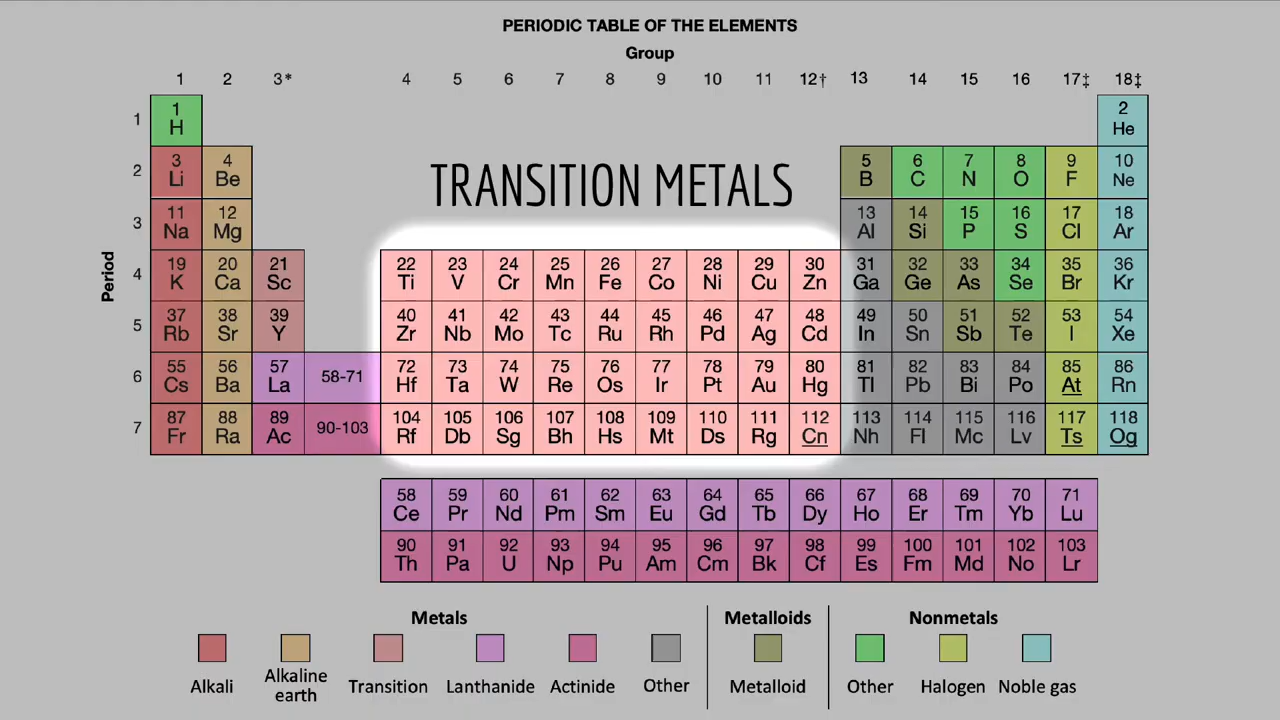 PERIODIC TABLE OF THE ELEMENTS
Group
1 2 3* 4 5 6 7 8 9 10 11 12† 13 14 15 16 17‡ 18‡
1 1 2
H He
TRANSITION METALS
2 3 4 5 6 7 8 9 10
Li Be B C N O F Ne
3 11 12 13 14 15 16 17 18
Na Mg Al Si P S Cl Ar
Period
4 19 20 21 22 23 24 25 26 27 28 29 30 31 32 33 34 35 36
K Ca Sc Ti V Cr Mn Fe Co Ni Cu Zn Ga Ge As Se Br Kr
5 37 38 39 40 41 42 43 44 45 46 47 48 49 50 51 52 53 54
Rb Sr Y Zr Nb Mo Tc Ru Rh Pd Ag Cd In Sn Sb Te I Xe
6 55 56 57 58-71 72 73 74 75 76 77 78 79 80 81 82 83 84 85 86
Cs Ba La Hf Ta W Re Os Ir Pt Au Hg Tl Pb Bi Po At Rn
7 87 88 89 90-103 104 105 106 107 108 109 110 111 112 113 114 115 116 117 118
Fr Ra Ac Rf Db Sg Bh Hs Mt Ds Rg Cn Nh Fl Mc Lv Ts Og
58 59 60 61 62 63 64 65 66 67 68 69 70 71
Ce Pr Nd Pm Sm Eu Gd Tb Dy Ho Er Tm Yb Lu
90 91 92 93 94 95 96 97 98 99 100 101 102 103
Th Pa U Np Pu Am Cm Bk Cf Es Fm Md No Lr
Metals Metalloids Nonmetals
Alkali Alkaline earth Transition Lanthanide Actinide Other Metalloid Other Halogen Noble gas